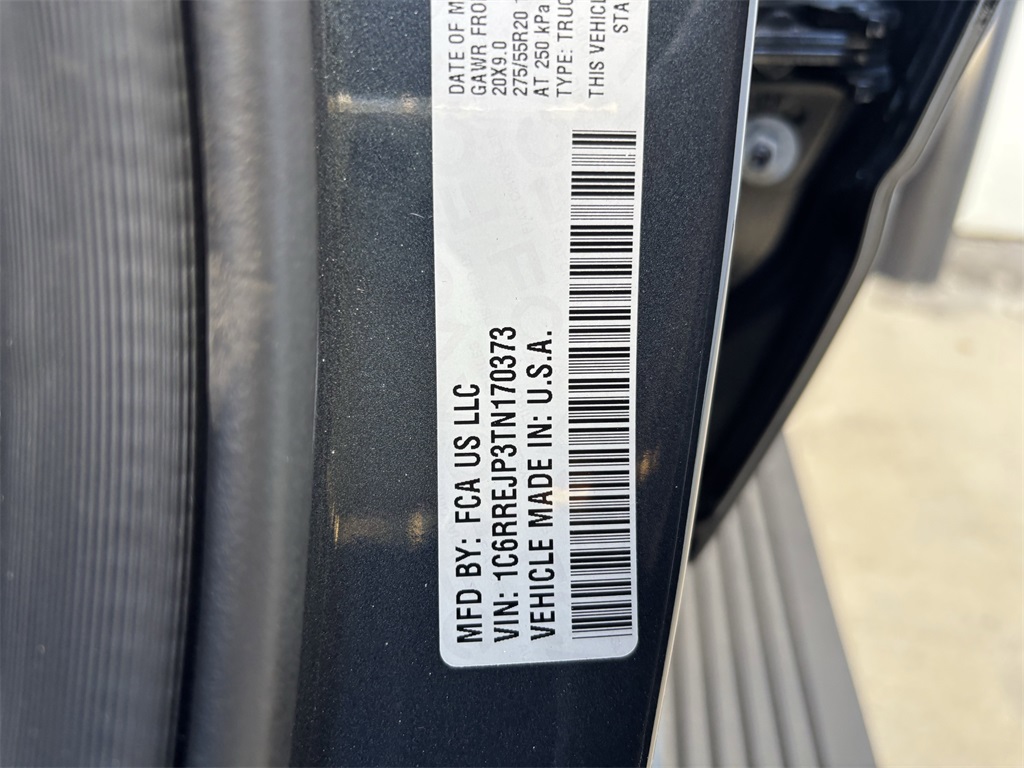 MFD BY: FCA US LLC
VIN: 1C6RREJP3TN170373
VEHICLE MADE IN: U.S.A.
DATE OF M
GAWR FRO
20X9.0
275/55R20
AT 250 kPa
TYPE: TRUC
THIS VEHICL
STA